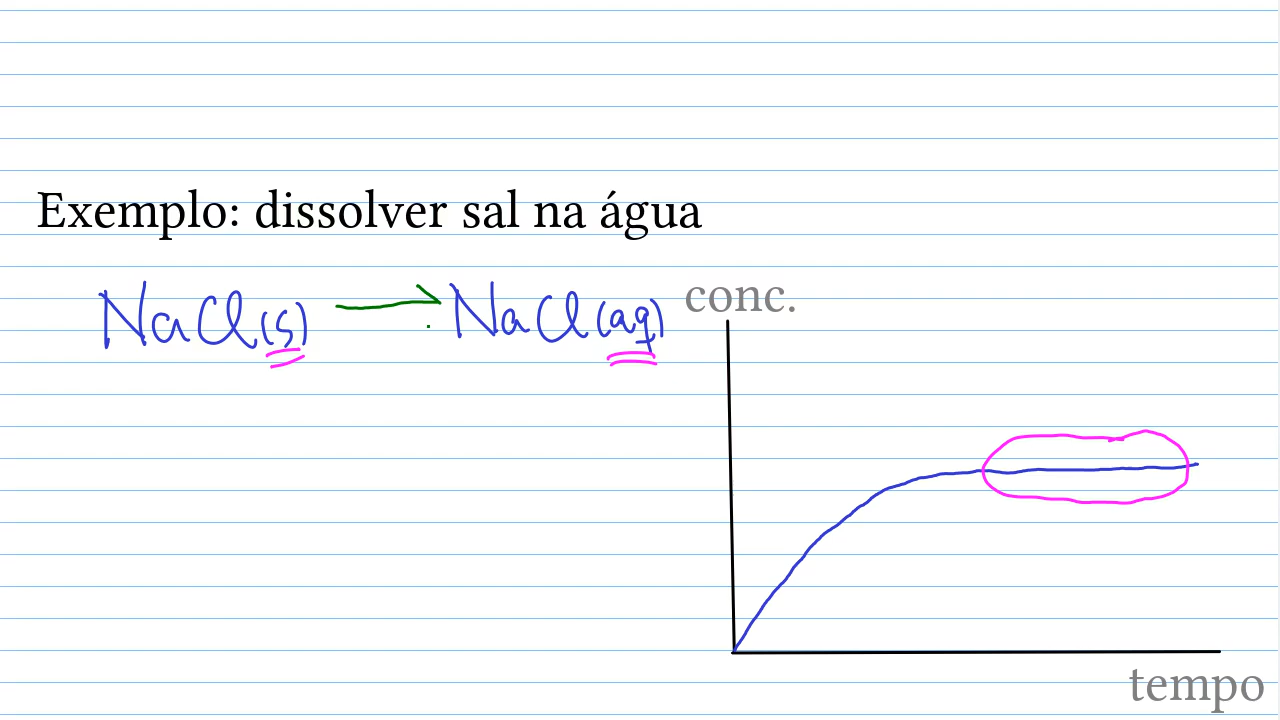 Exemplo: dissolver sal na água
NaCl(s) → NaCl(aq)
conc.
tempo